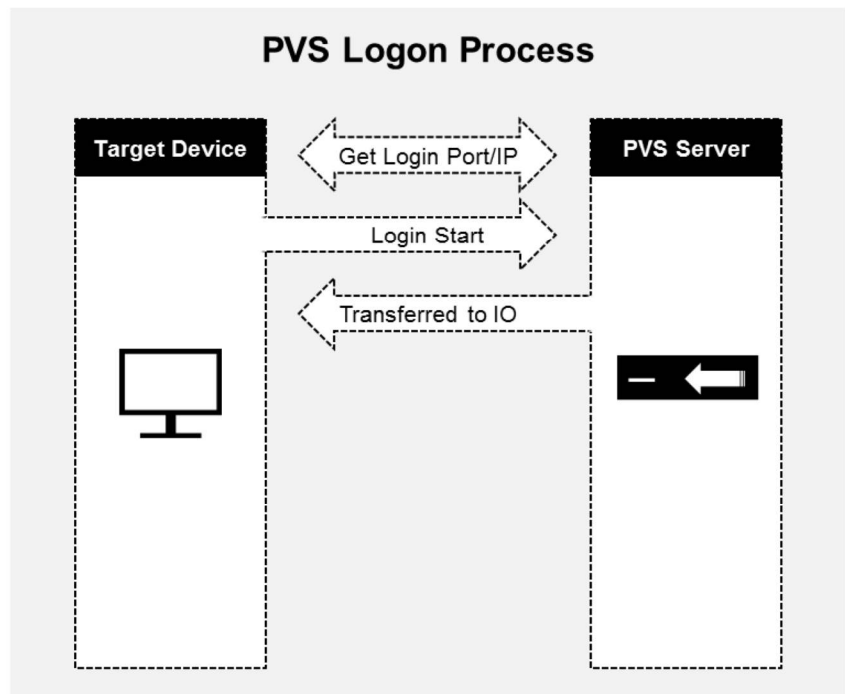 PVS Logon Process
Target Device
Get Login Port/IP
PVS Server
Login Start
Transferred to IO